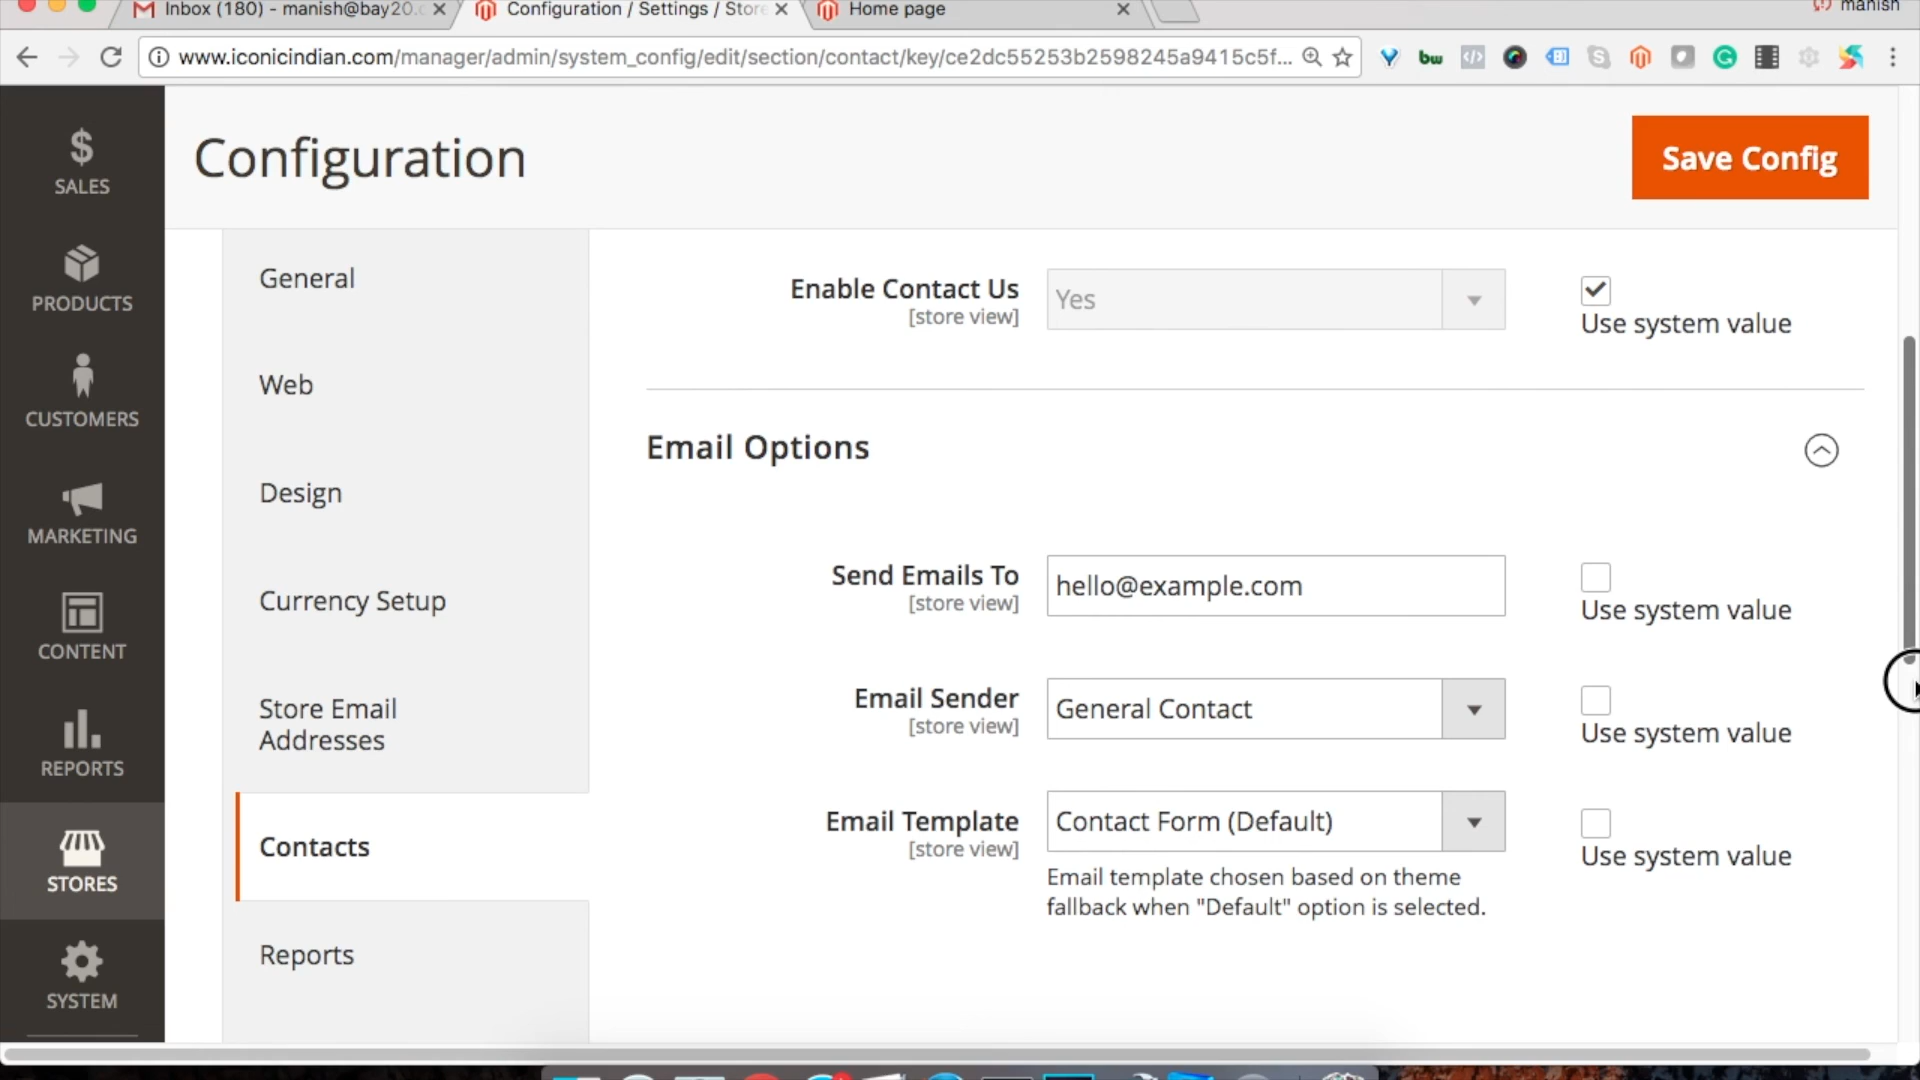 Inbox (180) - manish@bay20.c
Configuration / Settings / Store
Home page
manish
www.iconicindian.com/manager/admin/system_config/edit/section/contact/key/ce2dc55253b2598245a9415c5f...
bw
SALES
PRODUCTS
CUSTOMERS
MARKETING
CONTENT
REPORTS
STORES
SYSTEM
Configuration
Save Config
General
Web
Design
Currency Setup
Store Email
Addresses
Contacts
Reports
Enable Contact Us
[store view]
Yes
Use system value
Email Options
Send Emails To
[store view]
hello@example.com
Use system value
Email Sender
[store view]
General Contact
Use system value
Email Template
[store view]
Contact Form (Default)
Use system value
Email template chosen based on theme
fallback when "Default" option is selected.